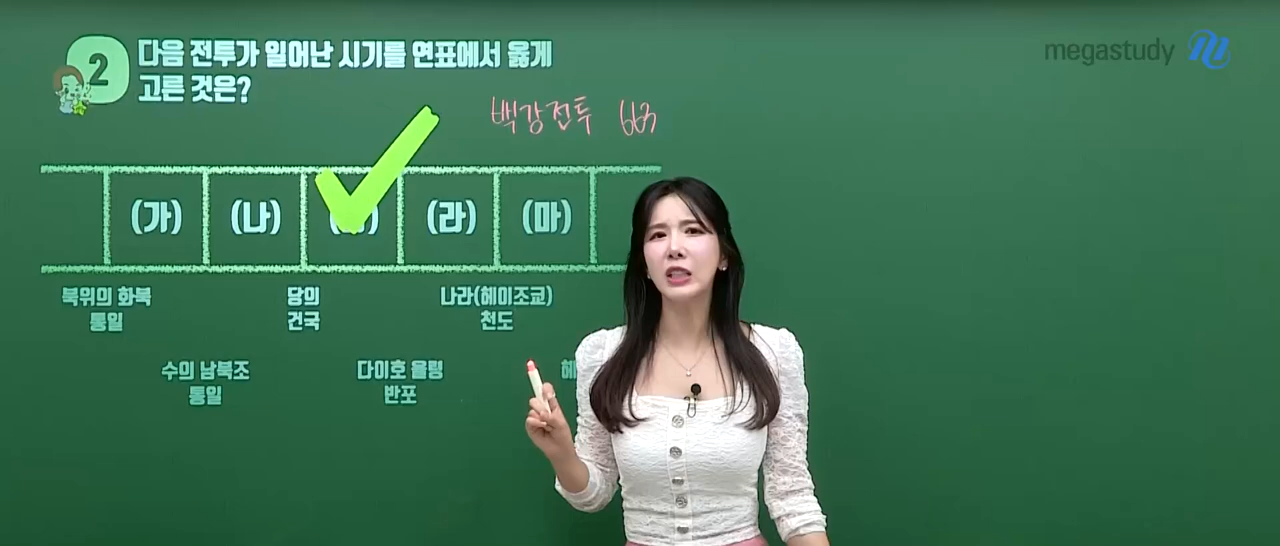 2 다음 전투가 일어난 시기를 연표에서 옳게
고른 것은?
megastudy
백강전투 663
(가) (나) (라) (마)
북위의 화북
통일
당의
건국
나라(헤이조쿄)
천도
수의 남북조
통일
다이호 율령
반포
헤